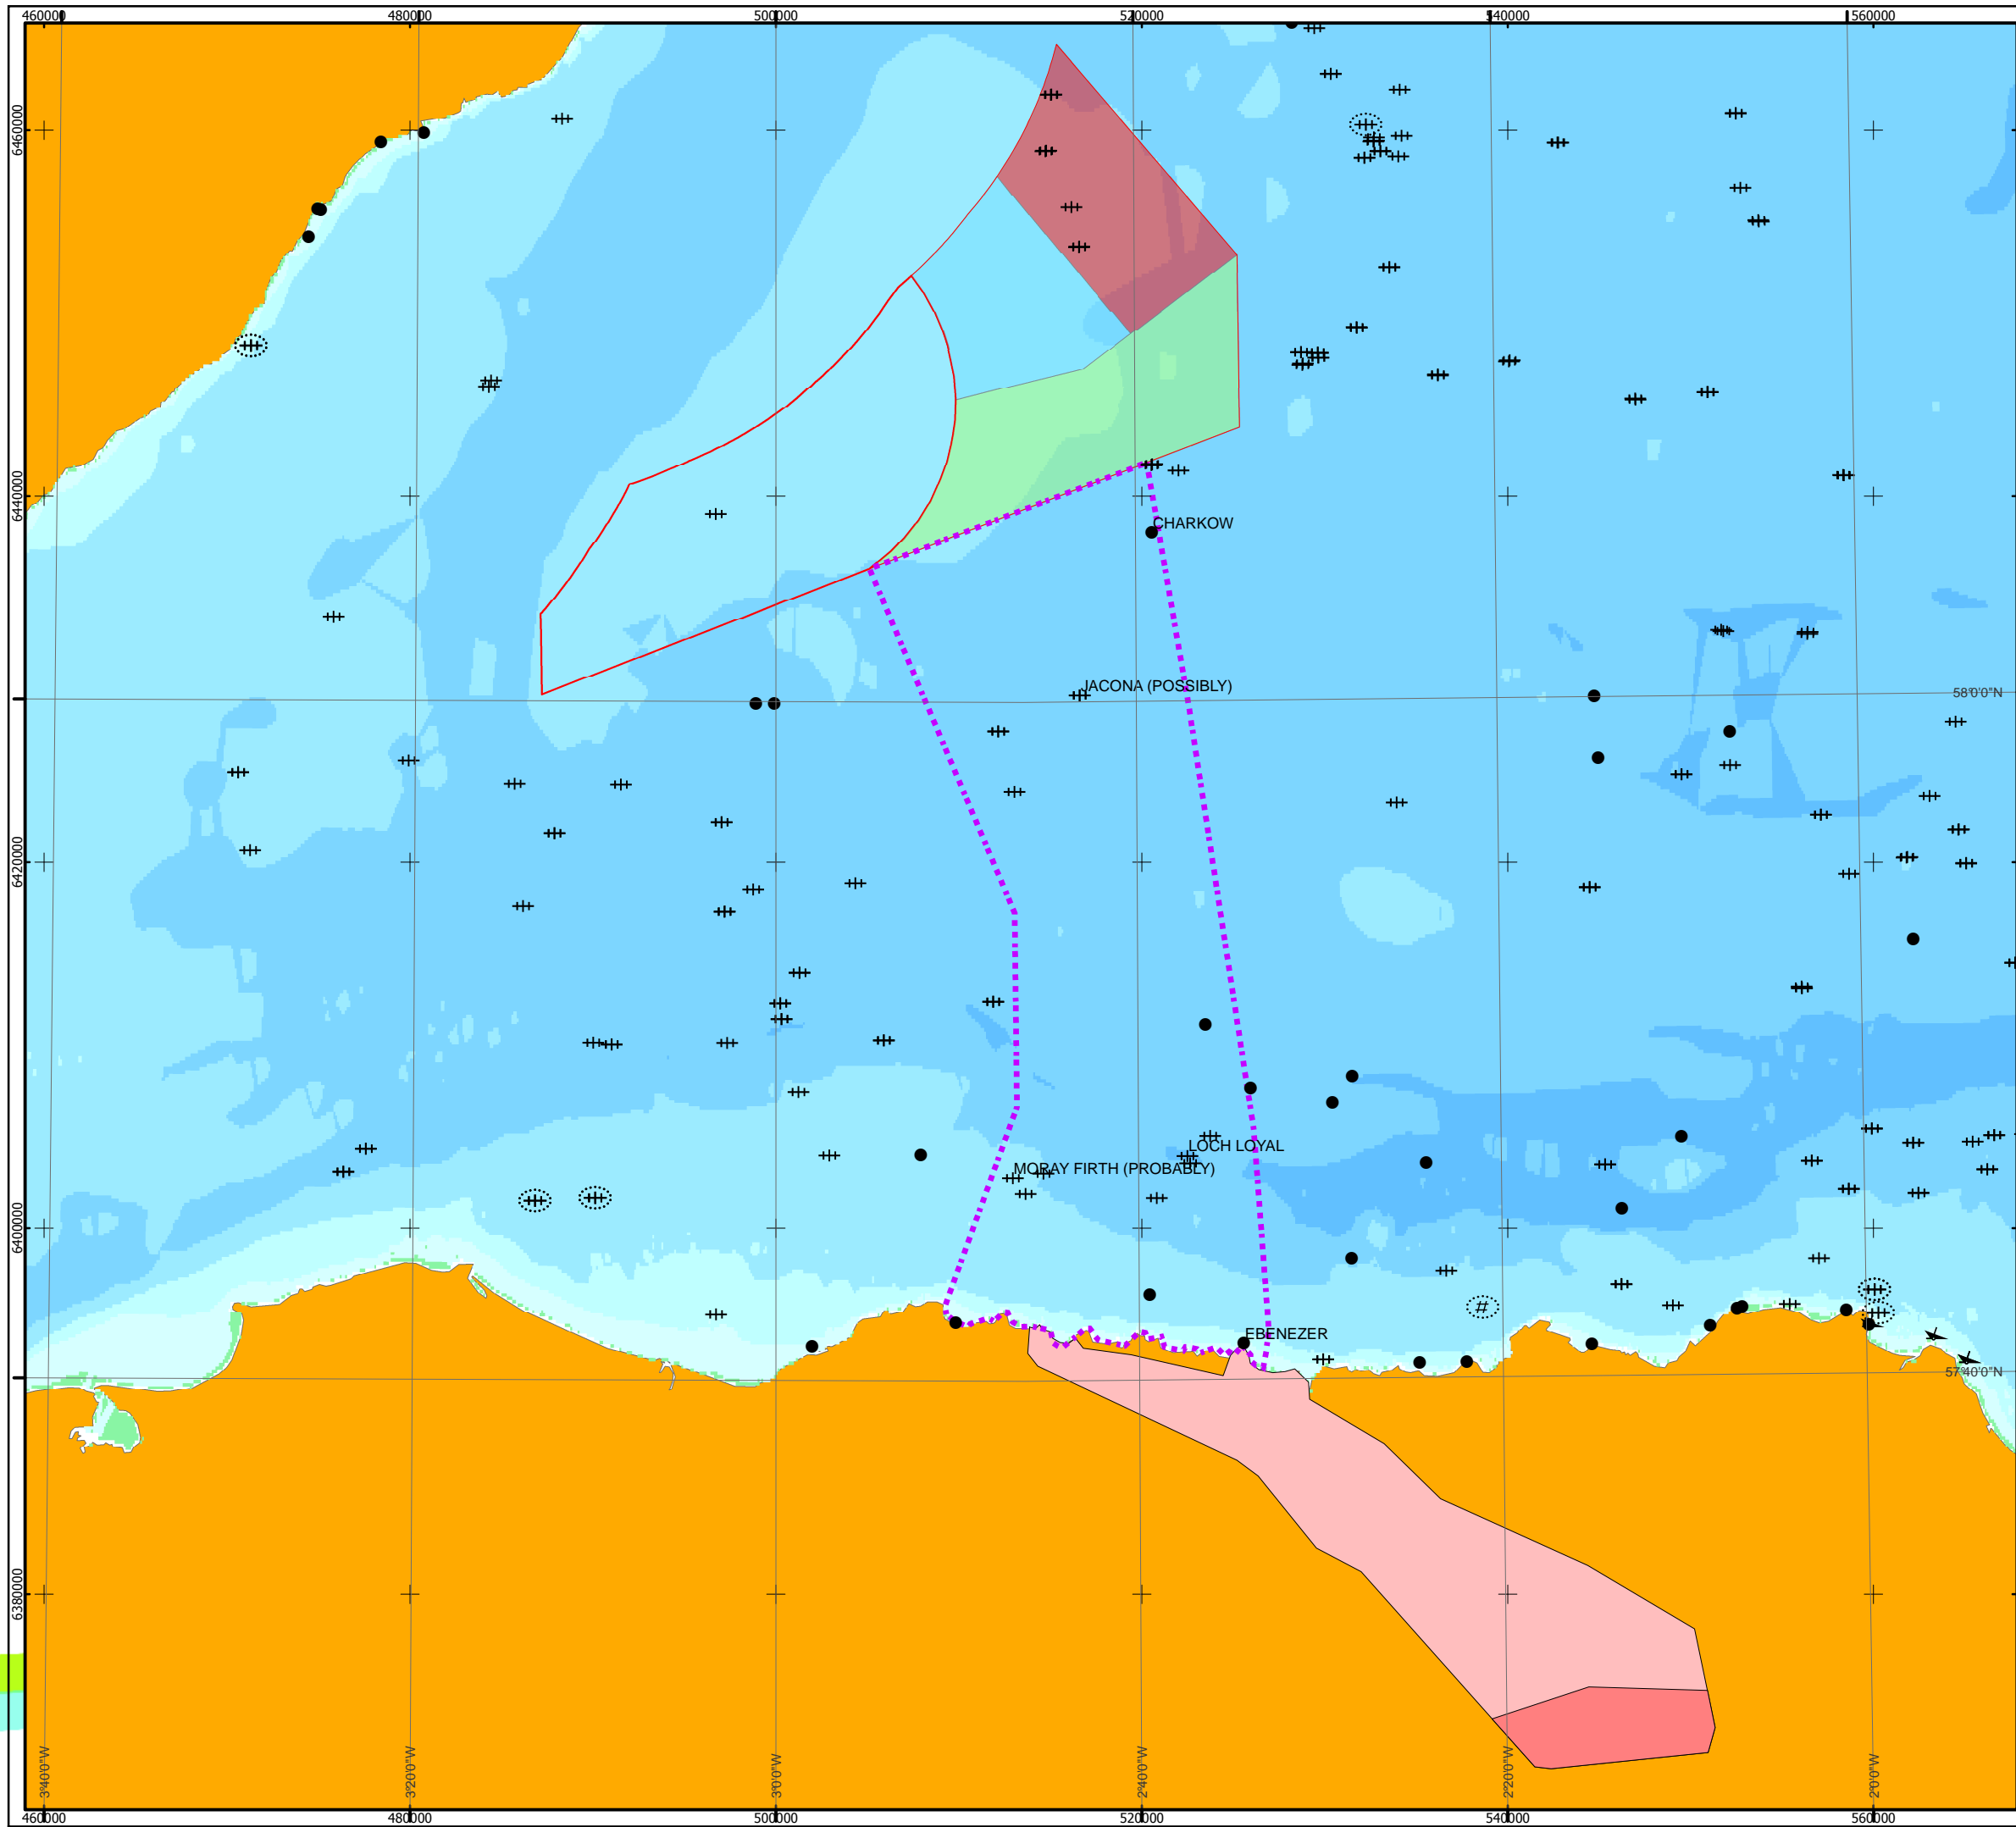 460000 480000 500000 520000 540000 560000
6460000
6440000
CHARKOW
JACONA (POSSIBLY)
58°0'0"N
6420000
LOCH LOYAL
MORAY FIRTH (PROBABLY)
6400000
EBENEZER
57°40'0"N
6380000
3°40'0"W 3°20'0"W 3°0'0"W 2°40'0"W 2°20'0"W 2°0'0"W
460000 480000 500000 520000 540000 560000